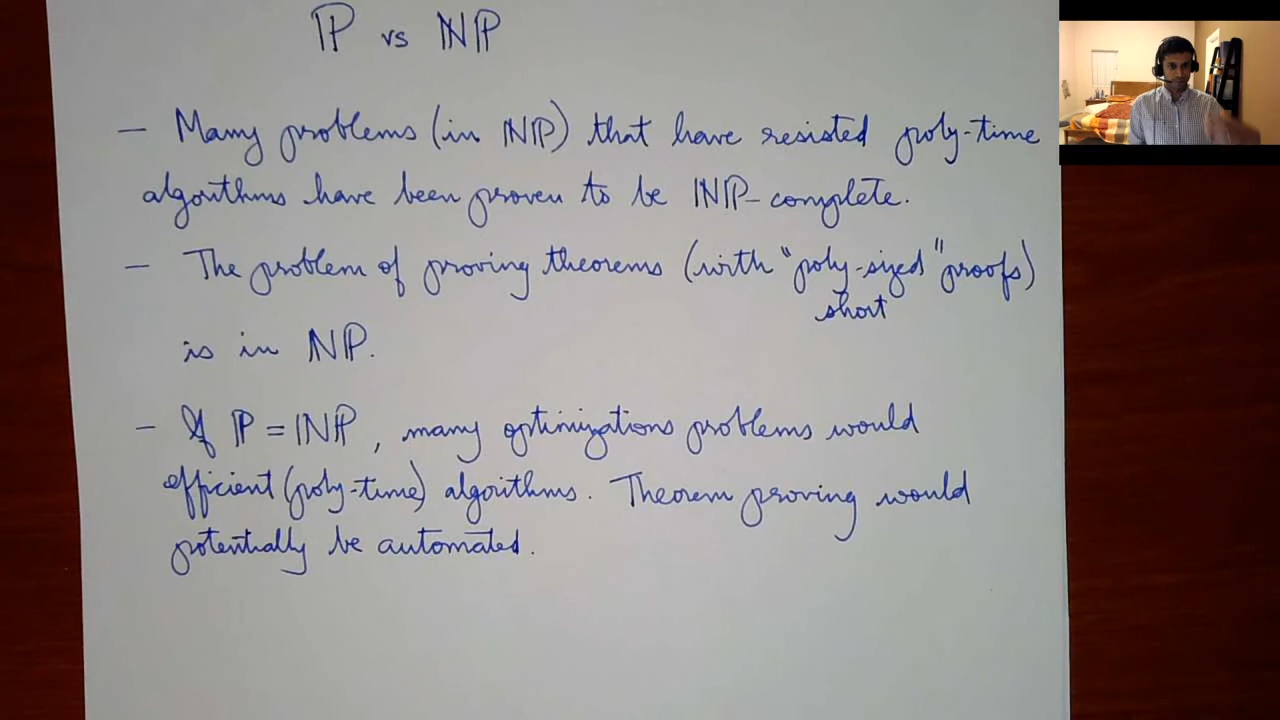 P vs NP
- Many problems (in NP) that have resisted poly-time
algorithms have been proven to be NP-complete.
- The problem of proving theorems (with "poly-sized" proofs)
short
is in NP.
- If P = NP, many optimizations problems would
efficient (poly-time) algorithms. Theorem proving would
potentially be automated.